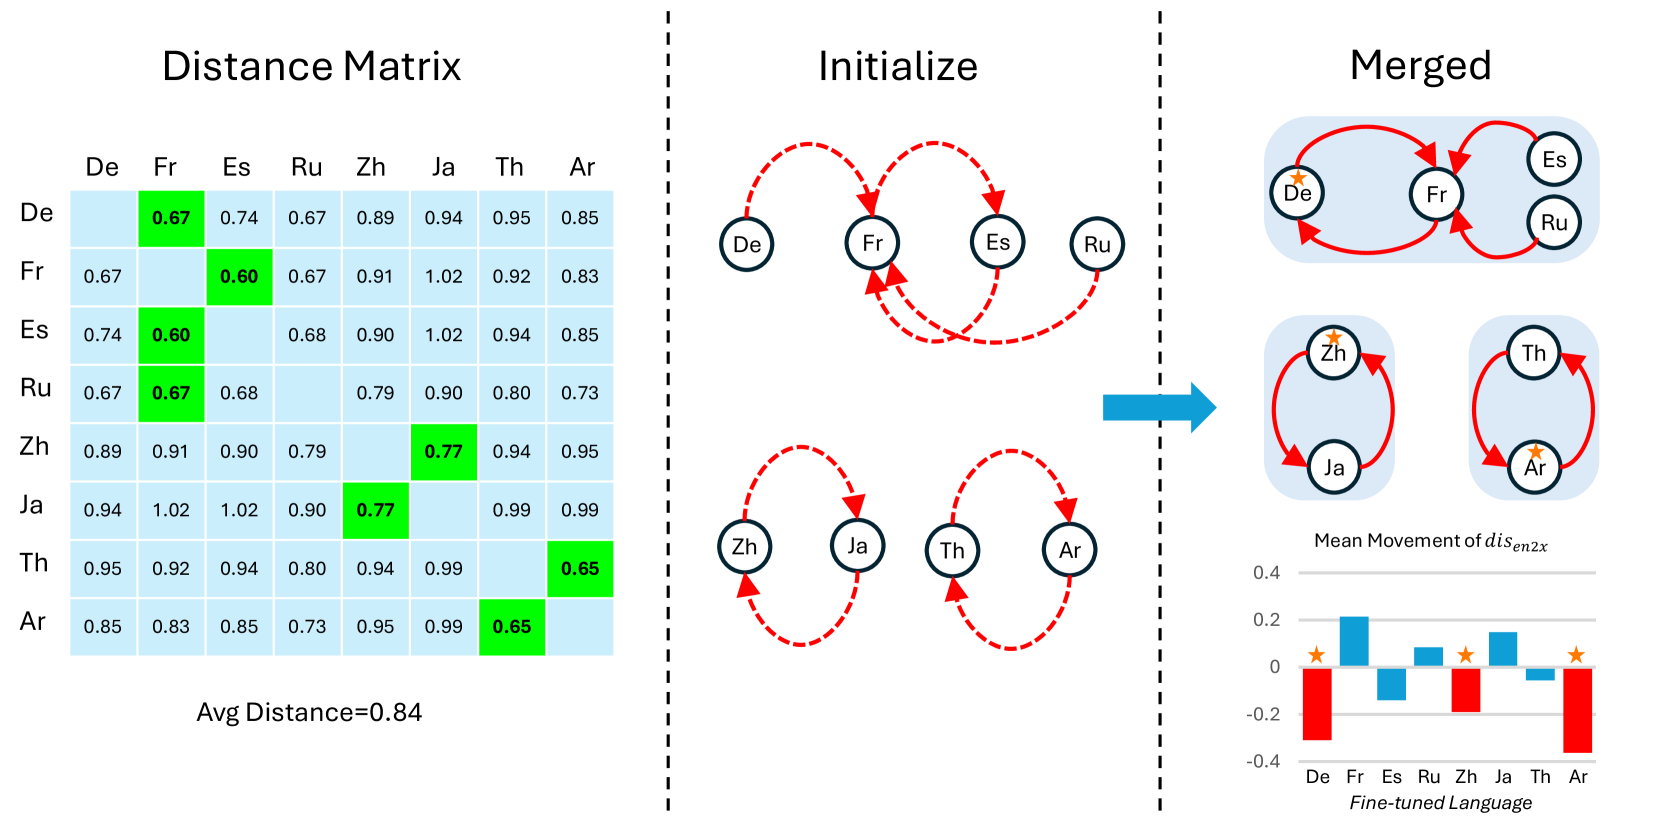 Distance Matrix
De Fr Es Ru Zh Ja Th Ar
De 0.67 0.74 0.67 0.89 0.94 0.95 0.85
Fr 0.67 0.60 0.67 0.91 1.02 0.92 0.83
Es 0.74 0.60 0.68 0.90 1.02 0.94 0.85
Ru 0.67 0.67 0.68 0.79 0.90 0.80 0.73
Zh 0.89 0.91 0.90 0.79 0.77 0.94 0.95
Ja 0.94 1.02 1.02 0.90 0.77 0.99 0.99
Th 0.95 0.92 0.94 0.80 0.94 0.99 0.65
Ar 0.85 0.83 0.85 0.73 0.95 0.99 0.65
Avg Distance=0.84
Initialize
De Fr Es Ru
Zh Ja Th Ar
Merged
Es
De Fr
Ru
Zh Th
Ja Ar
Mean Movement of dis_en2x
0.4
0.2
0
-0.2
-0.4
De Fr Es Ru Zh Ja Th Ar
Fine-tuned Language